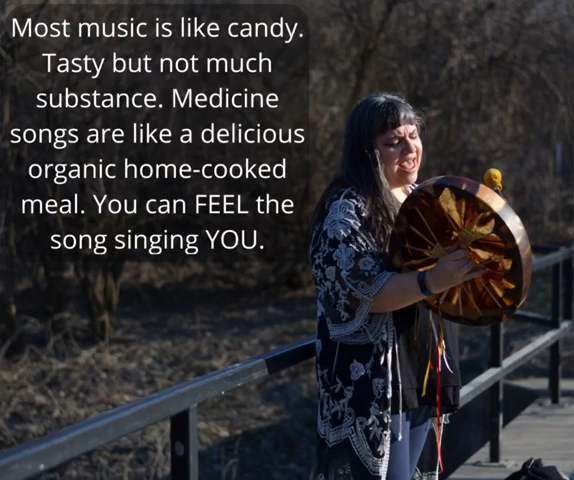 Most music is like candy.
Tasty but not much
substance. Medicine
songs are like a delicious
organic home-cooked
meal. You can FEEL the
song singing YOU.